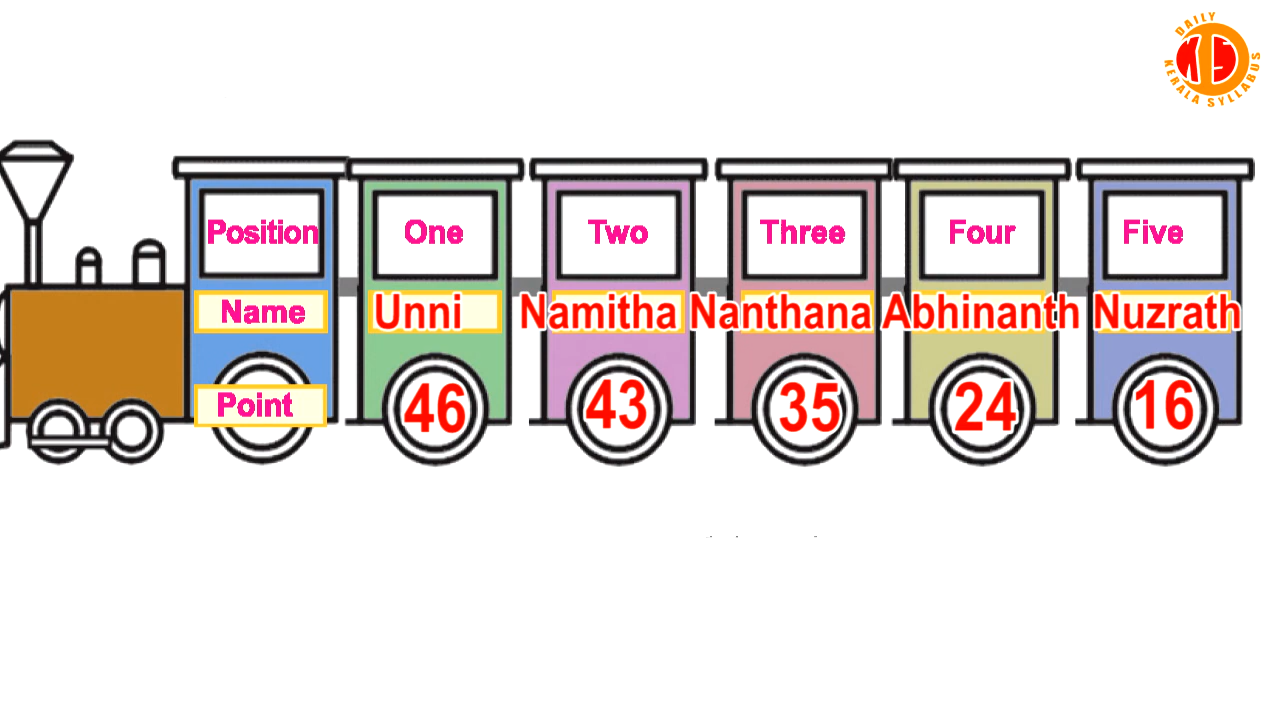 DAILY
KERALA SYLLABUS
Position One Two Three Four Five
Name Unni Namitha Nanthana Abhinanth Nuzrath
Point 46 43 35 24 16